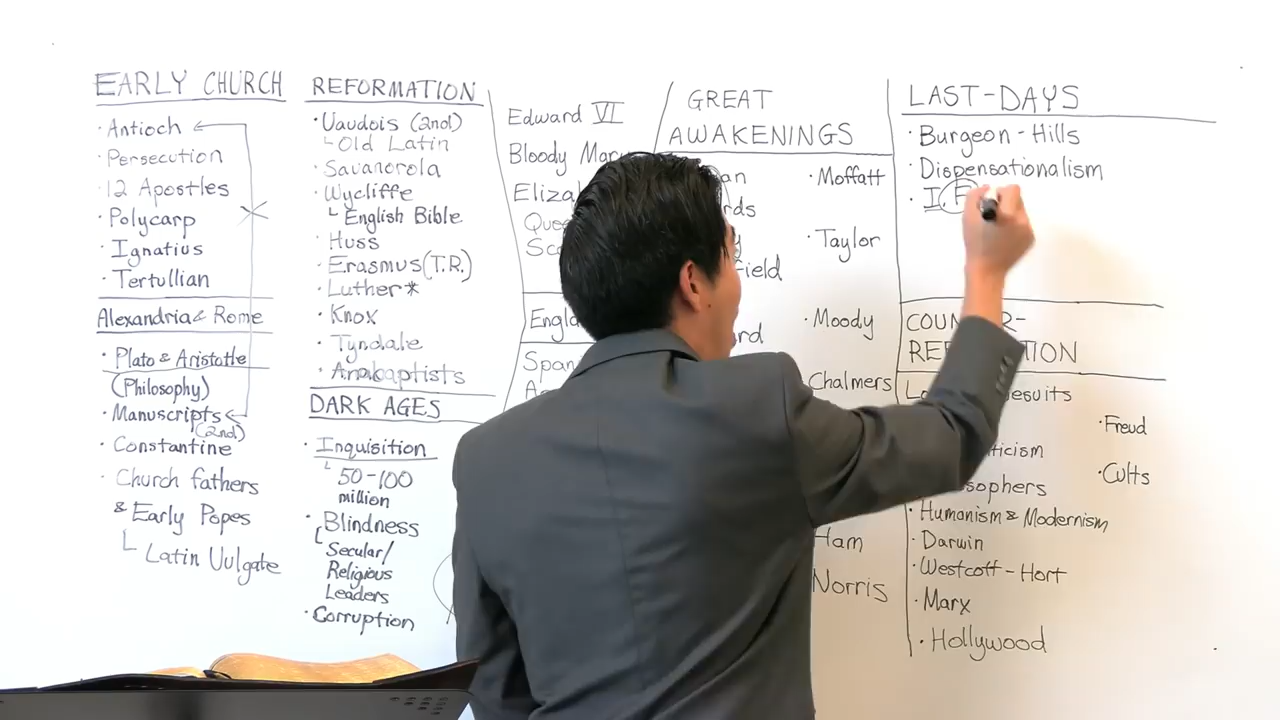 EARLY CHURCH
· Antioch
· Persecution
· 12 Apostles
· Polycarp
· Ignatius
· Tertullian
Alexandria & Rome
· Plato & Aristotle
(Philosophy)
· Manuscripts
(2nd)
· Constantine
· Church fathers
& Early Popes
Latin Vulgate
REFORMATION
· Vaudois (2nd)
Old Latin
· Savanorola
· Wycliffe
English Bible
· Huss
· Erasmus (T.R.)
· Luther*
· Knox
· Tyndale
· Anabaptists
DARK AGES
· Inquisition
50-100
million
· Blindness
Secular/
Religious
Leaders
· Corruption
Edward VI
Bloody
GREAT
AWAKENINGS
· Moffatt
· Taylor
· Moody
Chalmers
Ham
Norris
LAST-DAYS
· Burgeon-Hills
· Dispensationalism
· I. F
· Freud
· Cults
· Humanism & Modernism
· Darwin
· Westcott-Hort
· Marx
· Hollywood